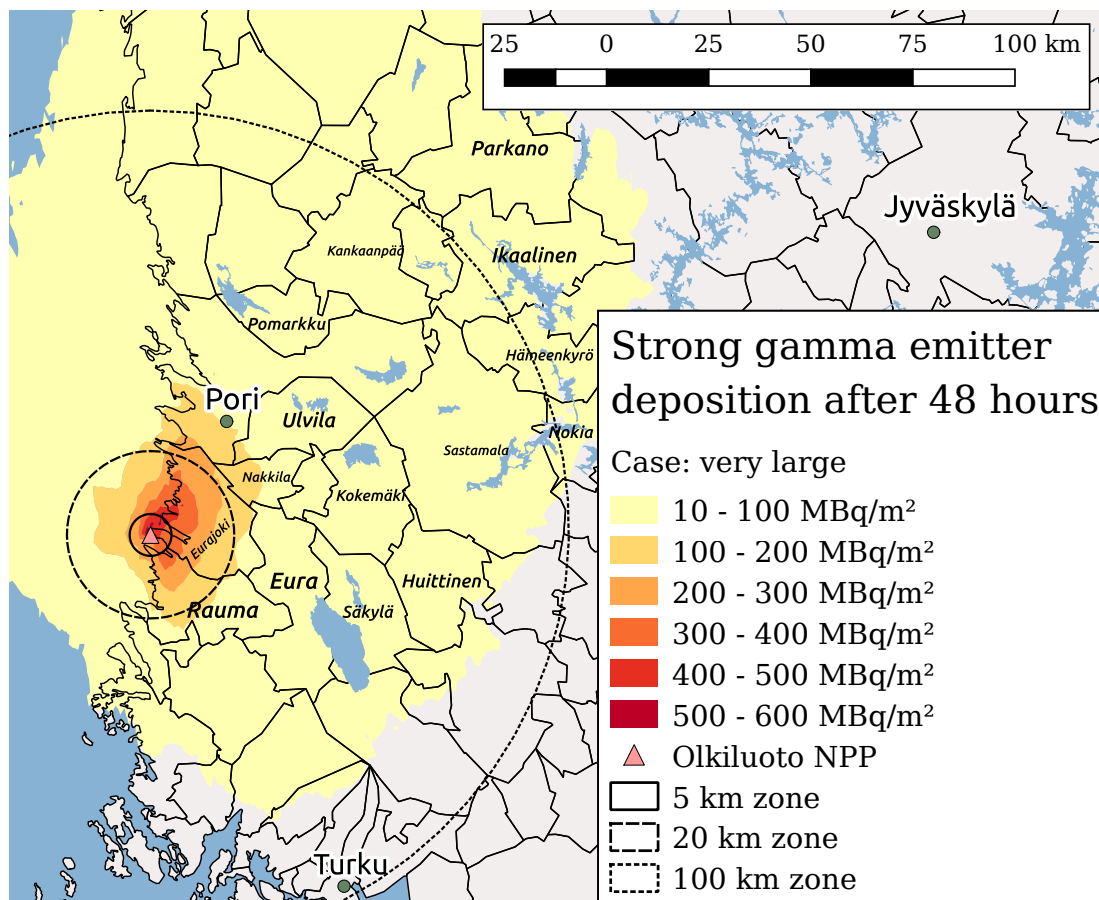 25 0 25 50 75 100 km
Parkano
Jyväskylä
Kankaanpää
Ikaalinen
Pomarkku
Hämeenkyrö
Pori
Ulvila
Nokia
Sastamala
Nakkila
Kokemäki
Eurajoki
Eura
Huittinen
Rauma
Säkylä
Turku
Strong gamma emitter
deposition after 48 hours
Case: very large
10 - 100 MBq/m²
100 - 200 MBq/m²
200 - 300 MBq/m²
300 - 400 MBq/m²
400 - 500 MBq/m²
500 - 600 MBq/m²
Olkiluoto NPP
5 km zone
20 km zone
100 km zone